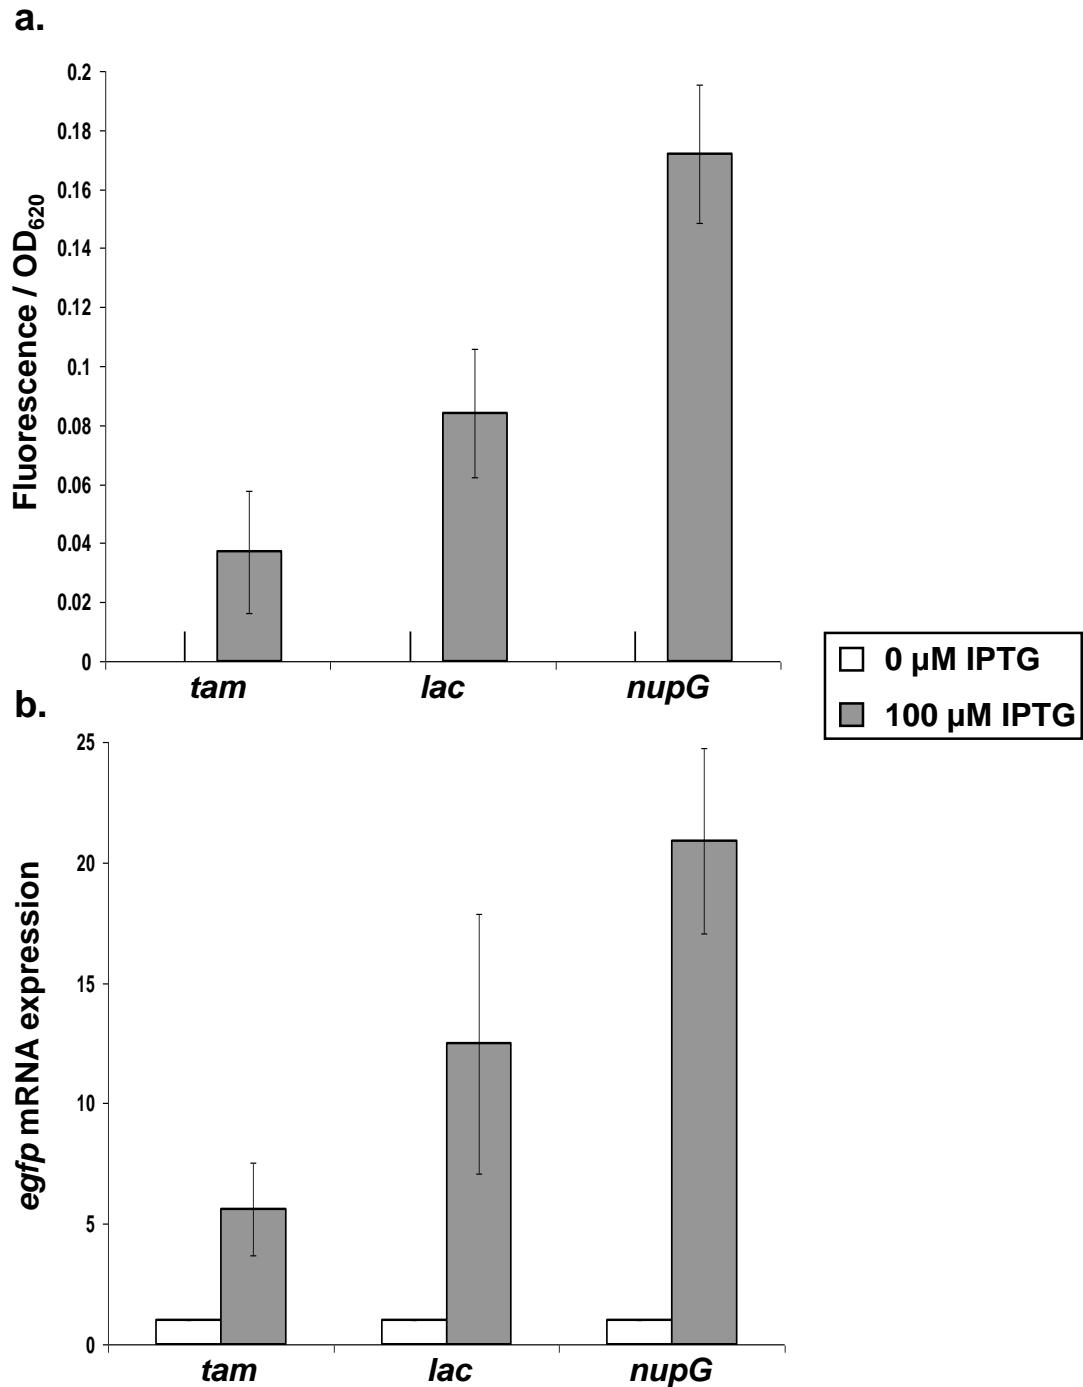 a.
Fluorescence / OD620
0.2
0.18
0.16
0.14
0.12
0.1
0.08
0.06
0.04
0.02
0
tam lac nupG
0 µM IPTG
100 µM IPTG
b.
egfp mRNA expression
25
20
15
10
5
0
tam lac nupG